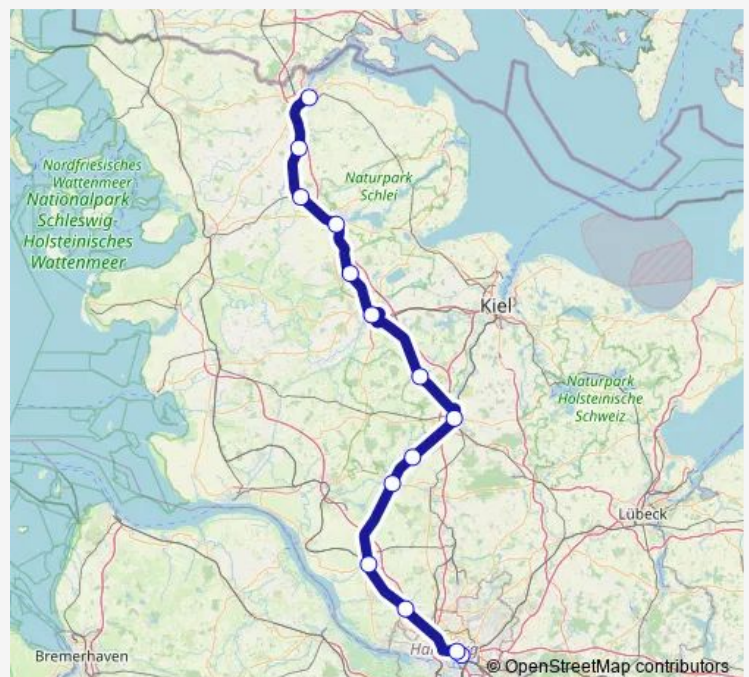 Nordfriesisches
Wattenmeer
Nationalpark
Schleswig-
Holsteinisches
Wattenmeer
Naturpark
Schlei
Kiel
Naturpark
Holsteinische
Schweiz
Lübeck
Bremerhaven
© OpenStreetMap contributors